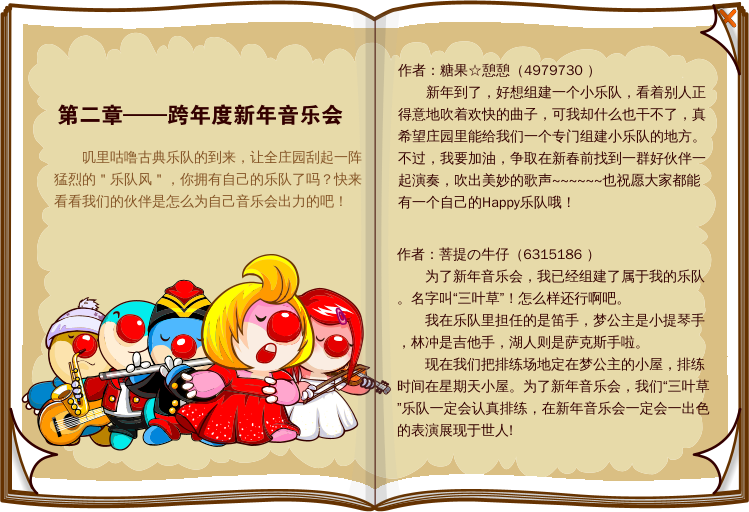 第二章——跨年度新年音乐会
叽里咕噜古典乐队的到来，让全庄园刮起一阵
猛烈的＂乐队风＂，你拥有自己的乐队了吗？快来
看看我们的伙伴是怎么为自己音乐会出力的吧！
作者：糖果☆憩憩（4979730 ）
新年到了，好想组建一个小乐队，看着别人正
得意地吹着欢快的曲子，可我却什么也干不了，真
希望庄园里能给我们一个专门组建小乐队的地方。
不过，我要加油，争取在新春前找到一群好伙伴一
起演奏，吹出美妙的歌声~~~~~~也祝愿大家都能
有一个自己的Happy乐队哦！
作者：菩提の牛仔（6315186 ）
为了新年音乐会，我已经组建了属于我的乐队
。名字叫“三叶草”！怎么样还行啊吧。
我在乐队里担任的是笛手，梦公主是小提琴手
，林冲是吉他手，湖人则是萨克斯手啦。
现在我们把排练场地定在梦公主的小屋，排练
时间在星期天小屋。为了新年音乐会，我们“三叶草
”乐队一定会认真排练，在新年音乐会一定会一出色
的表演展现于世人!